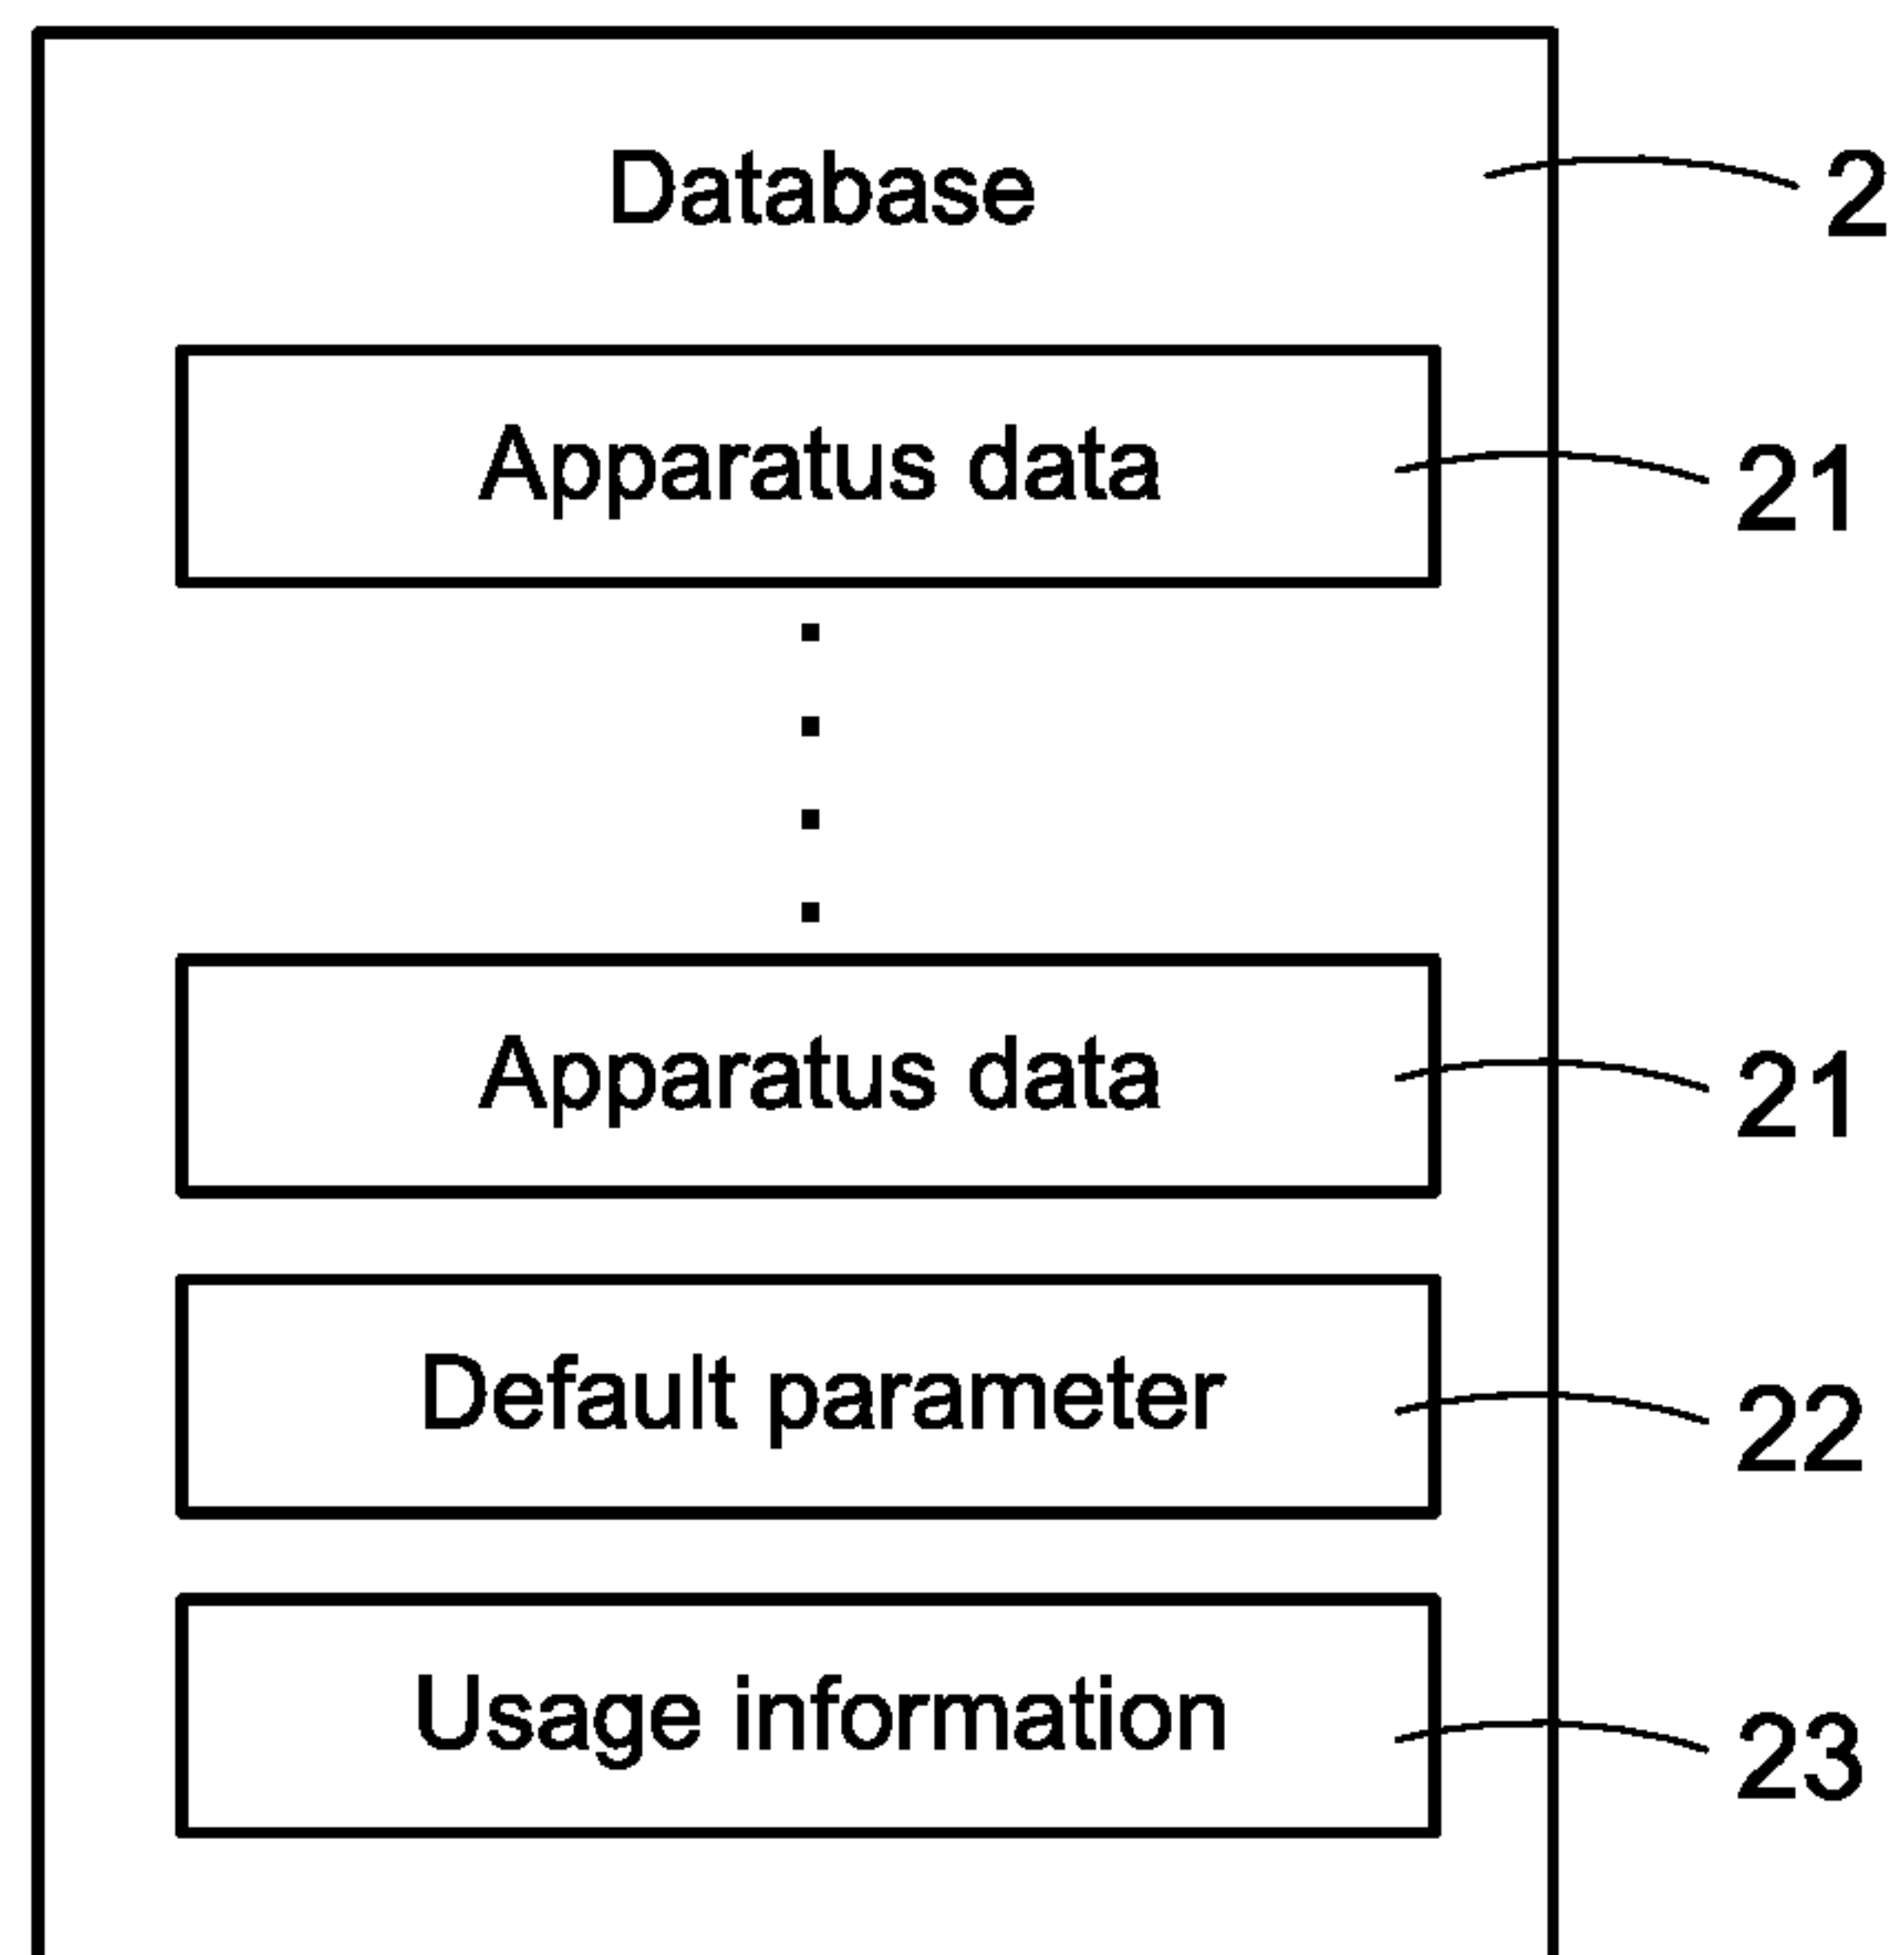 Database 2
Apparatus data 21
Apparatus data 21
Default parameter 22
Usage information 23